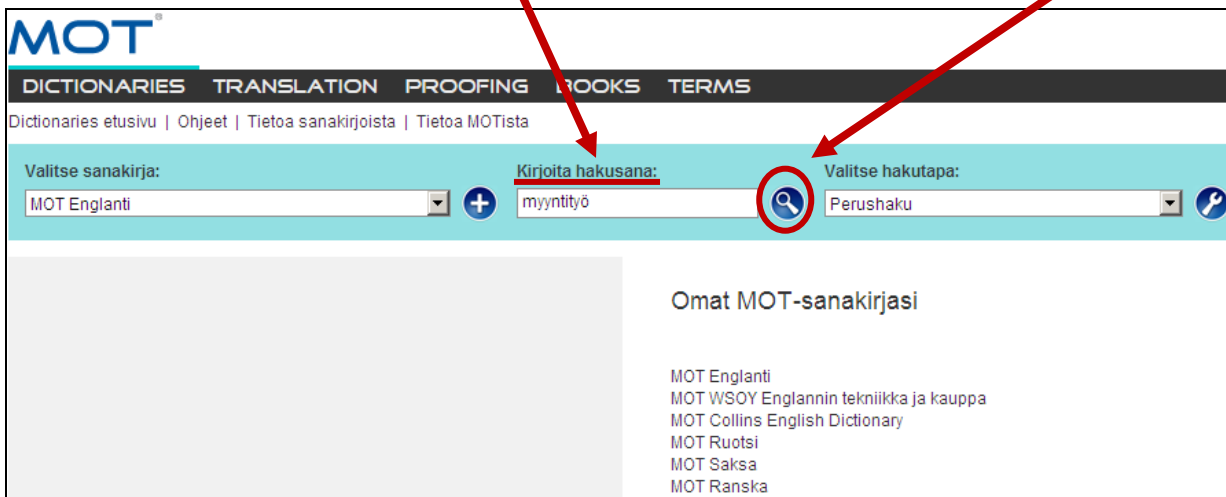 MOT®
DICTIONARIES TRANSLATION PROOFING BOOKS TERMS
Dictionaries etusivu | Ohjeet | Tietoa sanakirjoista | Tietoa MOTista
Valitse sanakirja: Kirjoita hakusana: Valitse hakutapa:
MOT Englanti myyntityö Perushaku
Omat MOT-sanakirjasi
MOT Englanti
MOT WSOY Englannin tekniikka ja kauppa
MOT Collins English Dictionary
MOT Ruotsi
MOT Saksa
MOT Ranska